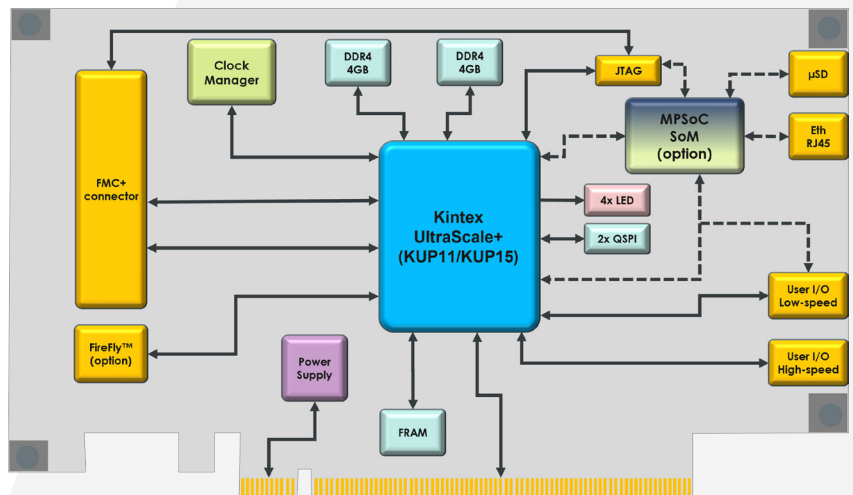 Clock
Manager
DDR4
4GB
DDR4
4GB
JTAG
µSD
MPSoC
SoM
(option)
Eth
RJ45
FMC+
connector
Kintex
UltraScale+
(KUP11/KUP15)
4x LED
2x QSPI
User I/O
Low-speed
FireFly™
(option)
Power
Supply
User I/O
High-speed
FRAM